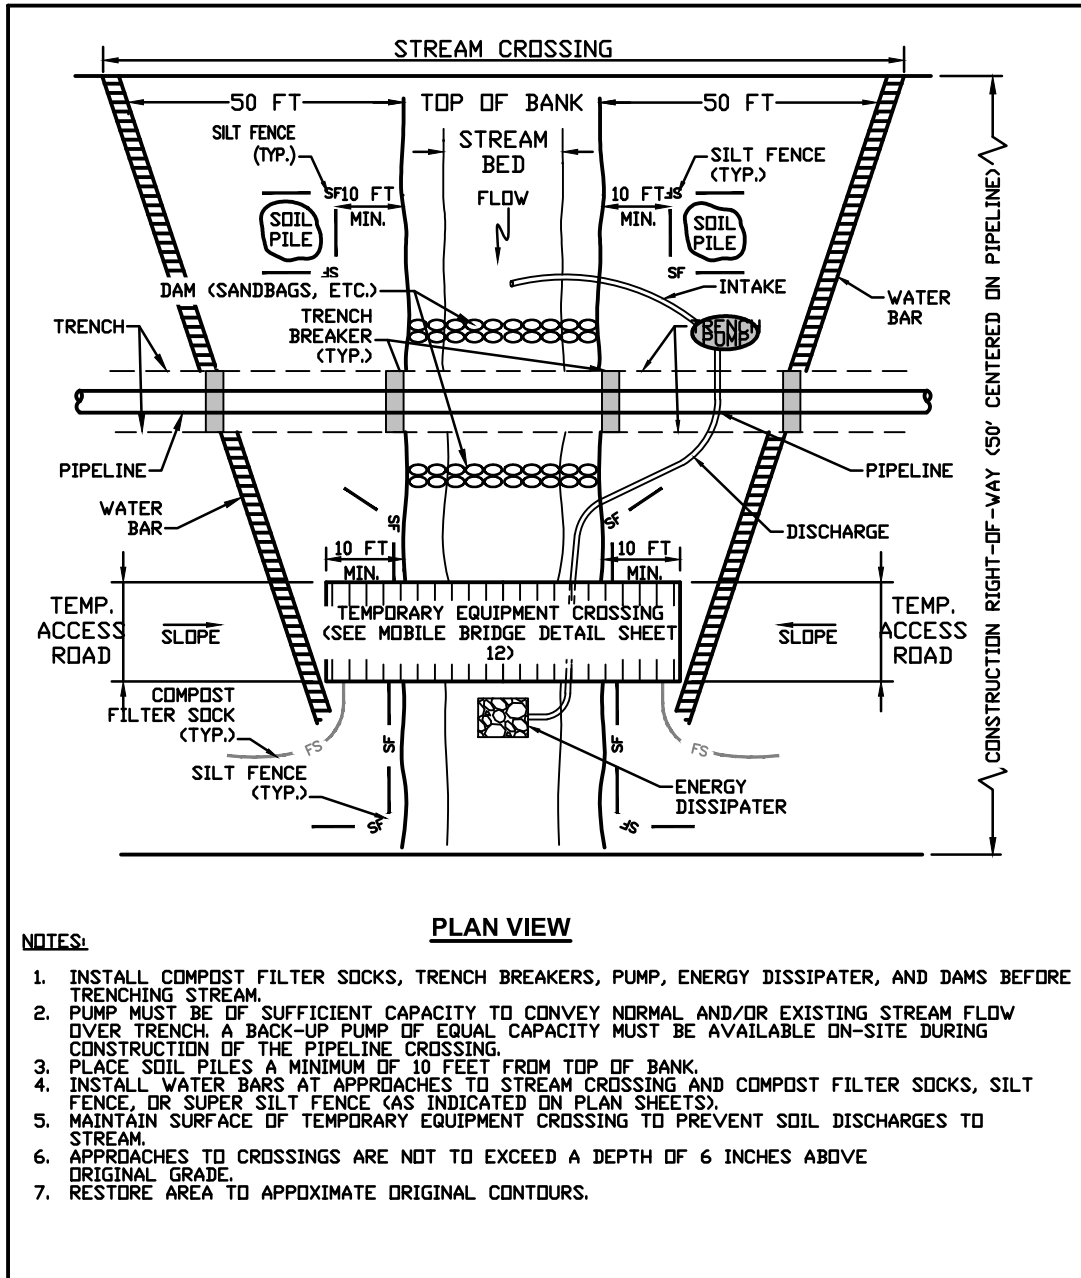 STREAM CROSSING
50 FT
TOP OF BANK
50 FT
SILT FENCE
(TYP.)
STREAM
BED
SILT FENCE
(TYP.)
SF
10 FT
MIN.
FLOW
10 FT
MIN.
SF
SOIL
PILE
SOIL
PILE
SF
SF
DAM (SANDBAGS, ETC.)
INTAKE
WATER
BAR
TRENCH
TRENCH
BREAKER
(TYP.)
TRENCH
PUMP
PIPELINE
PIPELINE
WATER
BAR
SF
SF
DISCHARGE
10 FT
MIN.
10 FT
MIN.
TEMP.
ACCESS
ROAD
SLOPE
TEMPORARY EQUIPMENT CROSSING
(SEE MOBILE BRIDGE DETAIL SHEET
12)
SLOPE
TEMP.
ACCESS
ROAD
COMPOST
FILTER SOCK
(TYP.)
FS
SF
SF
FS
SILT FENCE
(TYP.)
ENERGY
DISSIPATER
SF
SF
CONSTRUCTION RIGHT-OF-WAY (50' CENTERED ON PIPELINE)
PLAN VIEW
NOTES:
1. INSTALL COMPOST FILTER SOCKS, TRENCH BREAKERS, PUMP, ENERGY DISSIPATER, AND DAMS BEFORE
TRENCHING STREAM.
2. PUMP MUST BE OF SUFFICIENT CAPACITY TO CONVEY NORMAL AND/OR EXISTING STREAM FLOW
OVER TRENCH. A BACK-UP PUMP OF EQUAL CAPACITY MUST BE AVAILABLE ON-SITE DURING
CONSTRUCTION OF THE PIPELINE CROSSING.
3. PLACE SOIL PILES A MINIMUM OF 10 FEET FROM TOP OF BANK.
4. INSTALL WATER BARS AT APPROACHES TO STREAM CROSSING AND COMPOST FILTER SOCKS, SILT
FENCE, OR SUPER SILT FENCE (AS INDICATED ON PLAN SHEETS).
5. MAINTAIN SURFACE OF TEMPORARY EQUIPMENT CROSSING TO PREVENT SOIL DISCHARGES TO
STREAM.
6. APPROACHES TO CROSSINGS ARE NOT TO EXCEED A DEPTH OF 6 INCHES ABOVE
ORIGINAL GRADE.
7. RESTORE AREA TO APPOXIMATE ORIGINAL CONTOURS.